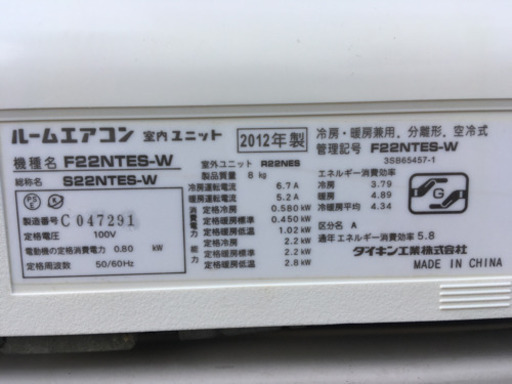 ルームエアコン 室内ユニット 2012年製 冷房・暖房兼用、分離形、空冷式
機種名 F22NTES-W 管理記号 F22NTES-W
3SB65457-1
総称名 S22NTES-W
製造番号 C 047291
定格電圧 100V
電動機の定格消費電力 0.80 kW
定格周波数 50/60Hz
室外ユニット R22NES
製品質量 8 kg
冷房運転電流 6.7 A
暖房運転電流 5.2 A
消費電力
定格冷房 0.580 kW
定格暖房標準 0.450 kW
定格暖房低温 1.02 kW
能力
定格冷房 2.2 kW
定格暖房標準 2.2 kW
定格暖房低温 2.8 kW
エネルギー消費効率
冷房 3.79
暖房 4.89
冷暖房平均 4.34
区分名 A
通年エネルギー消費効率 5.8
ダイキン工業株式会社
MADE IN CHINA
PS
E
G